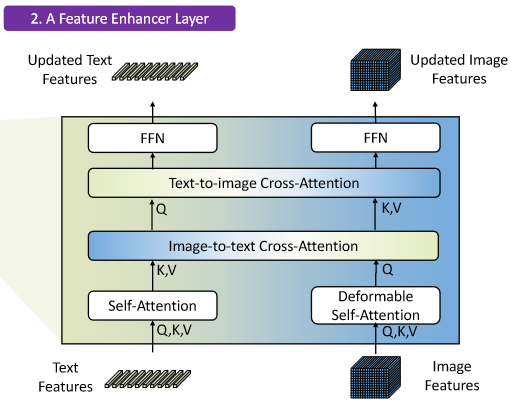 2. A Feature Enhancer Layer
Updated Text
Features
Updated Image
Features
FFN
FFN
Text-to-image Cross-Attention
Q
K,V
Image-to-text Cross-Attention
K,V
Q
Self-Attention
Deformable
Self-Attention
Q,K,V
Q,K,V
Text
Features
Image
Features